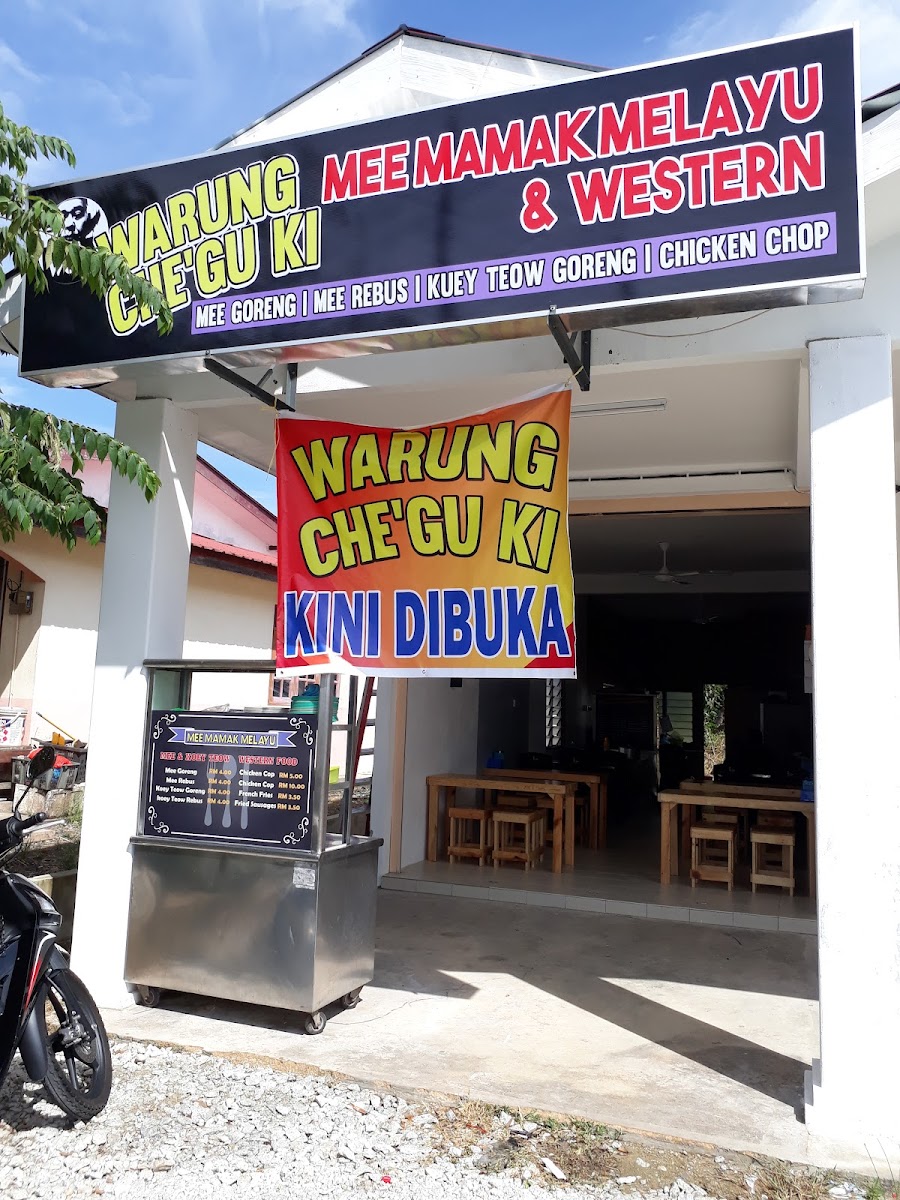 WARUNG
CHE'GU KI
MEE MAMAK MELAYU
& WESTERN
MEE GORENG | MEE REBUS | KUEY TEOW GORENG | CHICKEN CHOP
WARUNG
CHE'GU KI
KINI DIBUKA
MEE MAMAK MELAYU
MEE & KUEY TEOW
Mee Goreng RM 4.00
Mee Rebus RM 4.00
Koey Teow Goreng RM 4.00
Koey Teow Rebus RM 4.00
WESTERN FOOD
Chicken Cop RM 5.00
Chicken Cop RM 10.00
French Fries RM 3.50
Fried Sausages RM 3.50